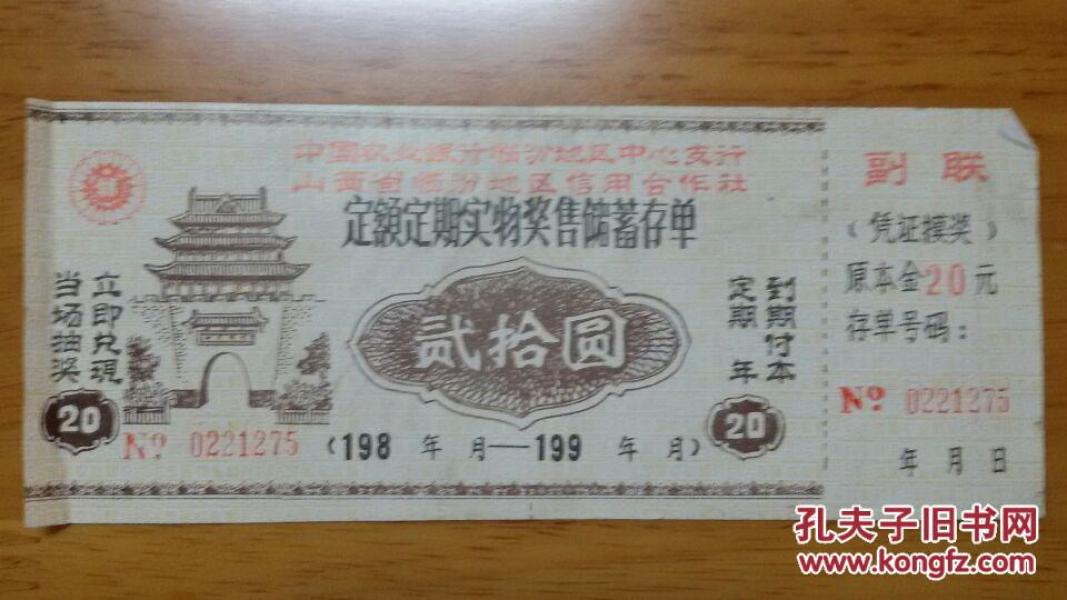 中国农业银行临汾地区中心支行
山西省临汾地区信用合作社
定額定期实物奖售储蓄存单
立即兑現
当场抽奖
贰拾圆
到期付本
定期 年
20
20
No 0221275
(198 年 月—199 年 月)
副联
(凭证摸奖)
原本金20元
存单号码:
No 0221275
年 月 日
孔夫子旧书网
www.kongfz.com